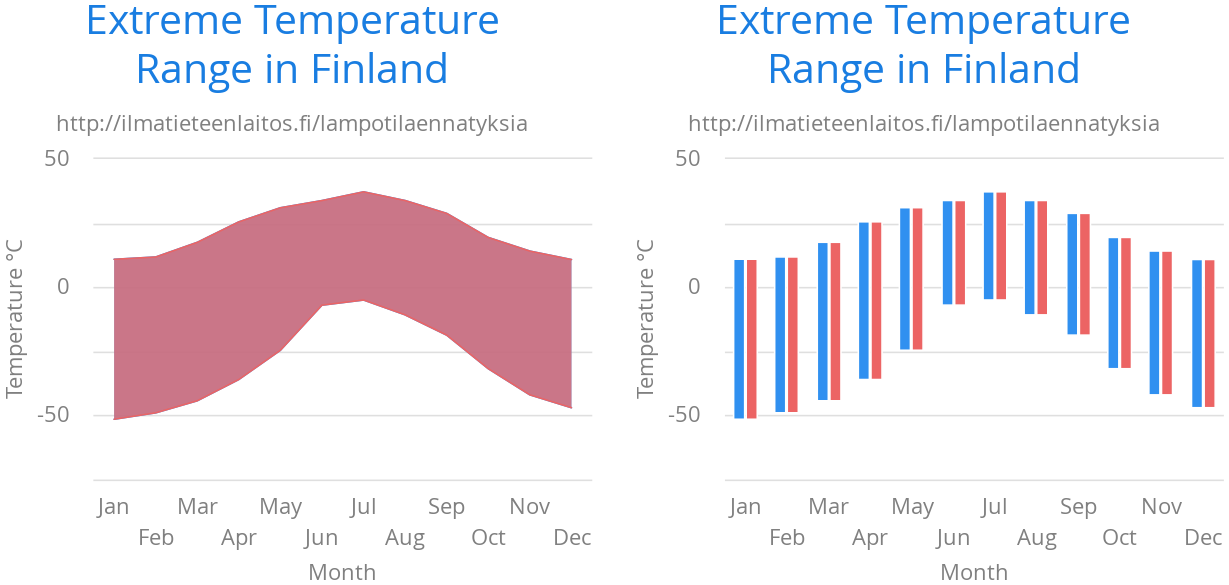 Extreme Temperature
Range in Finland
http://ilmatieteenlaitos.fi/lampotilaennatyksia
50
0
-50
Temperature °C
Jan Mar May Jul Sep Nov
Feb Apr Jun Aug Oct Dec
Month
Extreme Temperature
Range in Finland
http://ilmatieteenlaitos.fi/lampotilaennatyksia
50
0
-50
Temperature °C
Jan Mar May Jul Sep Nov
Feb Apr Jun Aug Oct Dec
Month